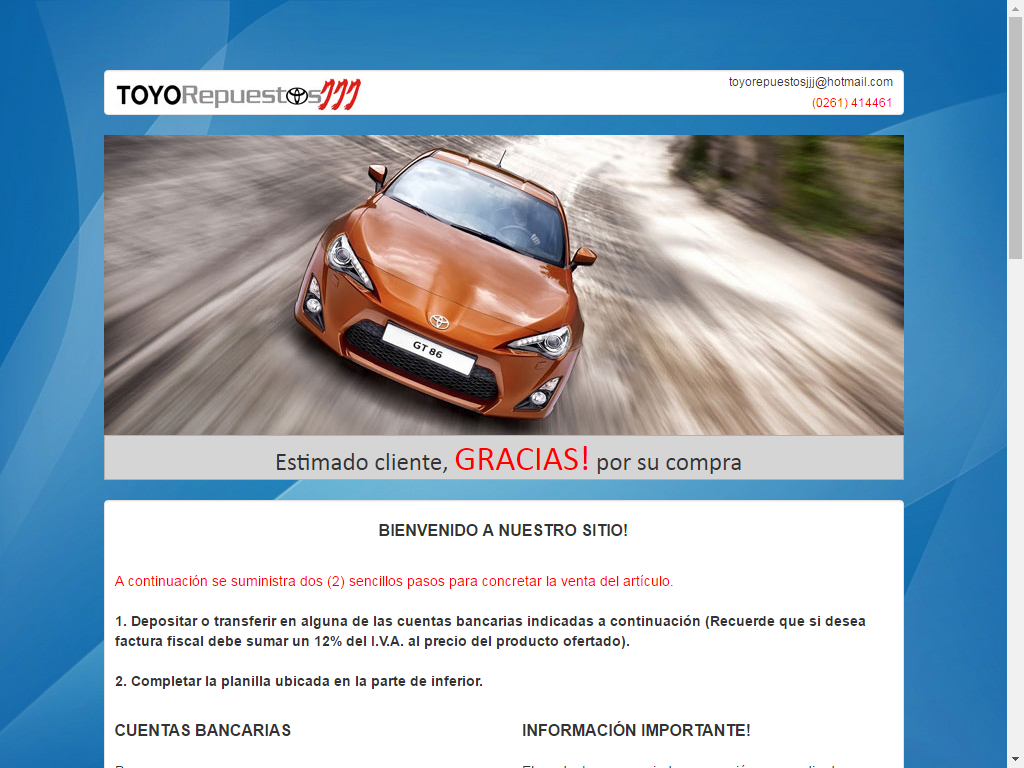 TOYORepuestos JJJ
toyorepuestosjjj@hotmail.com
(0261) 414461
GT 86
Estimado cliente, GRACIAS! por su compra
BIENVENIDO A NUESTRO SITIO!
A continuación se suministra dos (2) sencillos pasos para concretar la venta del artículo.
1. Depositar o transferir en alguna de las cuentas bancarias indicadas a continuación (Recuerde que si desea
factura fiscal debe sumar un 12% del I.V.A. al precio del producto ofertado).
2. Completar la planilla ubicada en la parte de inferior.
CUENTAS BANCARIAS
INFORMACIÓN IMPORTANTE!